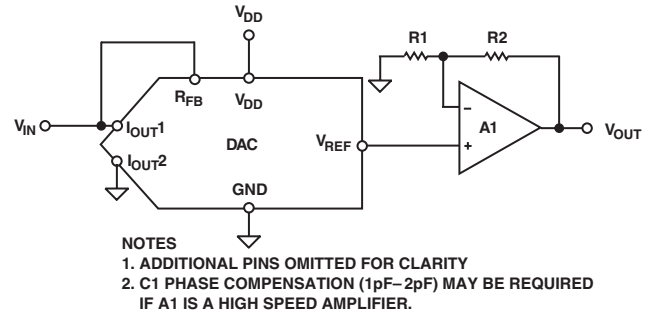 VDD
R1 R2
RFB
VDD
VIN
IOUT1
IOUT2
DAC
VREF
–
+
A1
VOUT
GND
NOTES
1. ADDITIONAL PINS OMITTED FOR CLARITY
2. C1 PHASE COMPENSATION (1pF–2pF) MAY BE REQUIRED
IF A1 IS A HIGH SPEED AMPLIFIER.